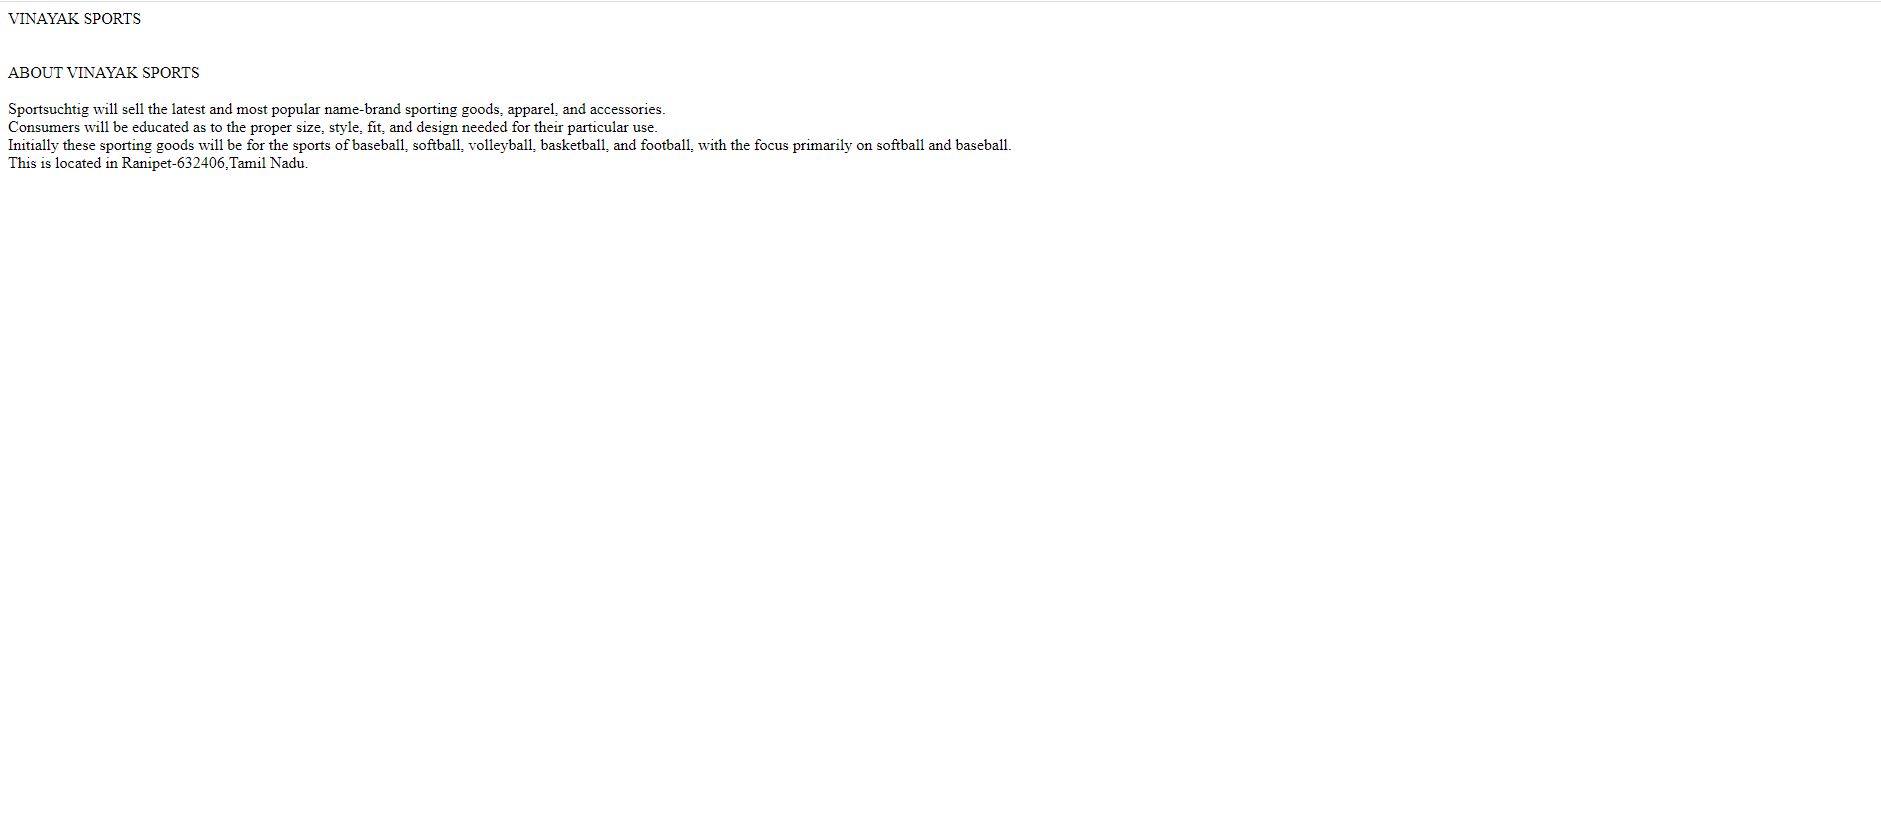 VINAYAK SPORTS
ABOUT VINAYAK SPORTS
Sportsuchtig will sell the latest and most popular name-brand sporting goods, apparel, and accessories.
Consumers will be educated as to the proper size, style, fit, and design needed for their particular use.
Initially these sporting goods will be for the sports of baseball, softball, volleyball, basketball, and football, with the focus primarily on softball and baseball.
This is located in Ranipet-632406,Tamil Nadu.